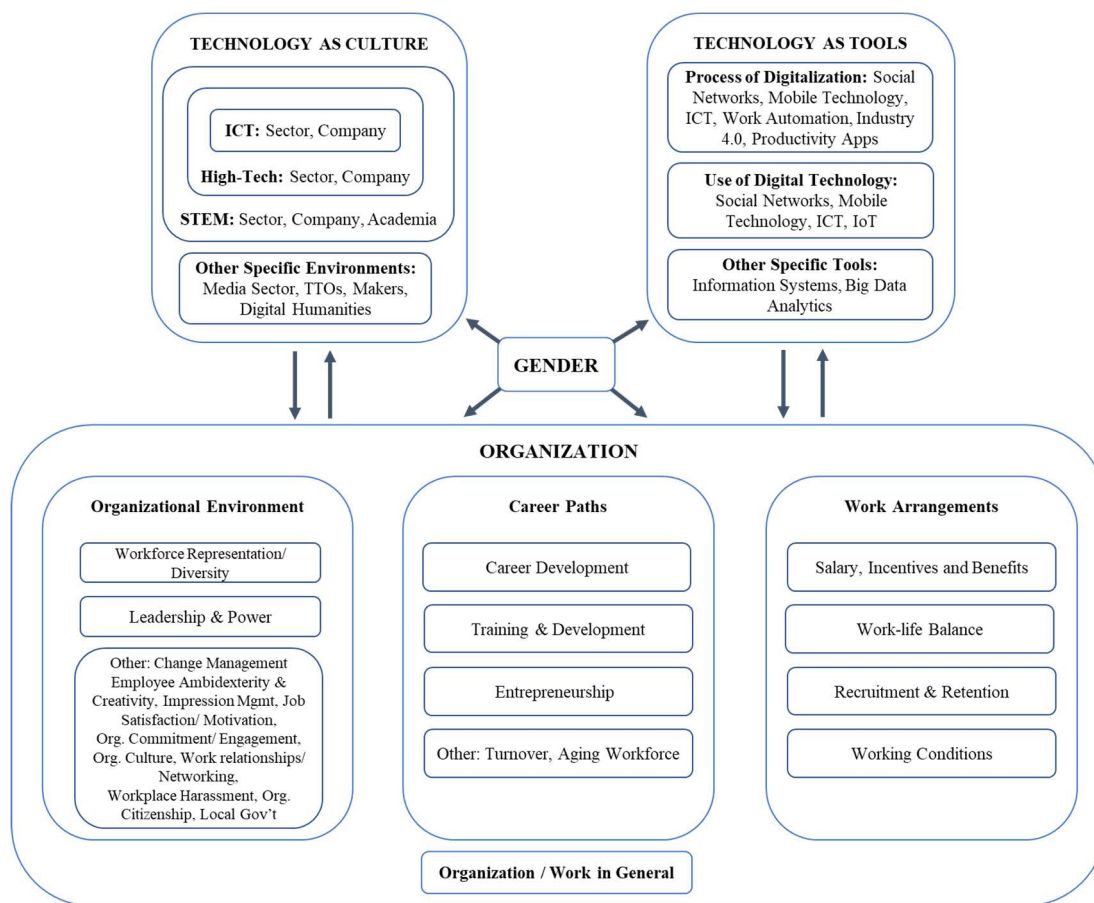 TECHNOLOGY AS CULTURE
ICT: Sector, Company
High-Tech: Sector, Company
STEM: Sector, Company, Academia
Other Specific Environments:
Media Sector, TTOs, Makers,
Digital Humanities
TECHNOLOGY AS TOOLS
Process of Digitalization: Social
Networks, Mobile Technology,
ICT, Work Automation, Industry
4.0, Productivity Apps
Use of Digital Technology:
Social Networks, Mobile
Technology, ICT, IoT
Other Specific Tools:
Information Systems, Big Data
Analytics
GENDER
ORGANIZATION
Organizational Environment
Workforce Representation/
Diversity
Leadership & Power
Other: Change Management
Employee Ambidexterity &
Creativity, Impression Mgmt, Job
Satisfaction/ Motivation,
Org. Commitment/ Engagement,
Org. Culture, Work relationships/
Networking,
Workplace Harassment, Org.
Citizenship, Local Gov't
Career Paths
Career Development
Training & Development
Entrepreneurship
Other: Turnover, Aging Workforce
Work Arrangements
Salary, Incentives and Benefits
Work-life Balance
Recruitment & Retention
Working Conditions
Organization / Work in General